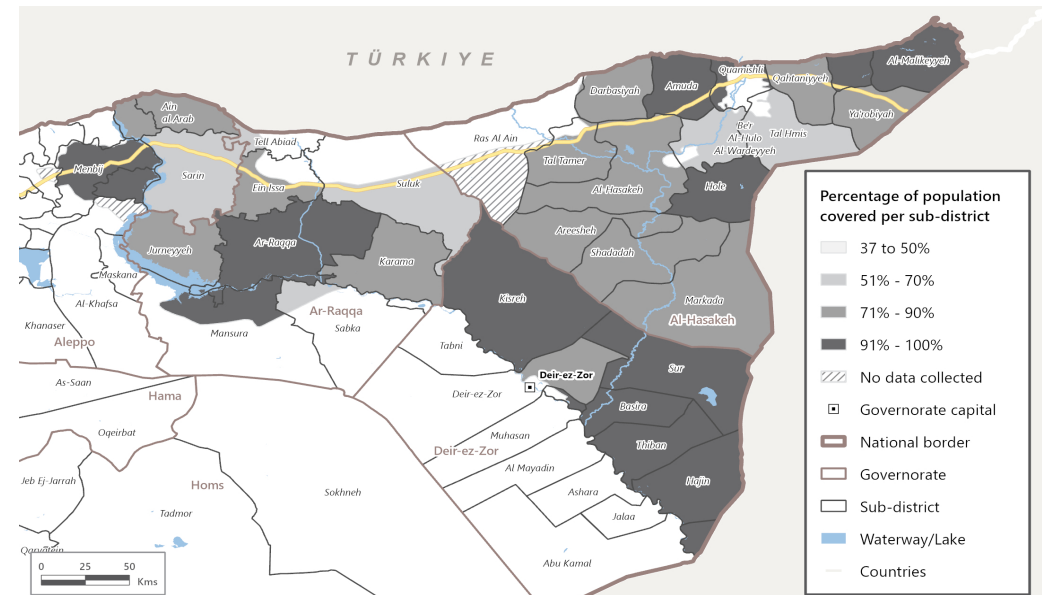 TÜRKIYE
Al-Malikeyyeh
Quamishli
Qahtaniyyeh
Amuda
Darbasiyah
Ain
al Arab
Ya'robiyah
Be'r
Al-Hulo
Al-Wardeyyeh
Tal Hmis
Tell Abiad
Ras Al Ain
Tal Tamer
Menbij
Sarin
Ein Issa
Suluk
Al-Hasakeh
Hole
Areesheh
Shadadah
Jurneyyeh
Ar-Raqqa
Karama
Maskana
Al-Khafsa
Kisreh
Markada
Al-Hasakeh
Khanaser
Aleppo
Mansura
Ar-Raqqa
Sabka
Tabni
Sur
Deir-ez-Zor
As-Saan
Hama
Deir-ez-Zor
Basira
Oqeirbat
Muhasan
Deir-ez-Zor
Thiban
Al Mayadin
Hajin
Jeb Ej-Jarrah
Homs
Sokhneh
Ashara
Tadmor
Jalaa
Qaryatein
Abu Kamal
0 25 50
Kms
Percentage of population
covered per sub-district
37 to 50%
51% - 70%
71% - 90%
91% - 100%
No data collected
Governorate capital
National border
Governorate
Sub-district
Waterway/Lake
Countries